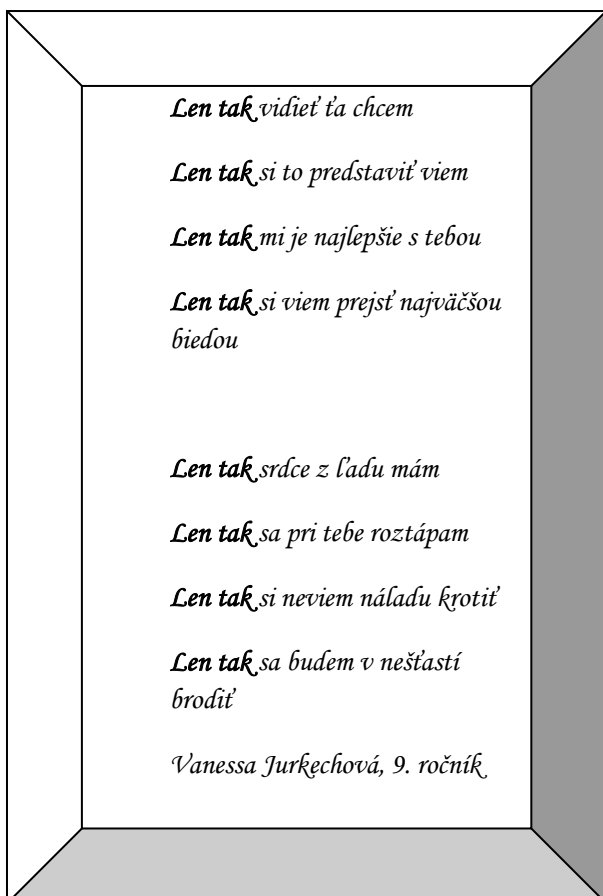 Len tak vidieť ťa chcem
Len tak si to predstaviť viem
Len tak mi je najlepšie s tebou
Len tak si viem prejsť najväčšou
biedou
Len tak srdce z ľadu mám
Len tak sa pri tebe roztápam
Len tak si neviem náladu krotiť
Len tak sa budem v nešťastí
brodiť
Vanessa Jurkechová, 9. ročník